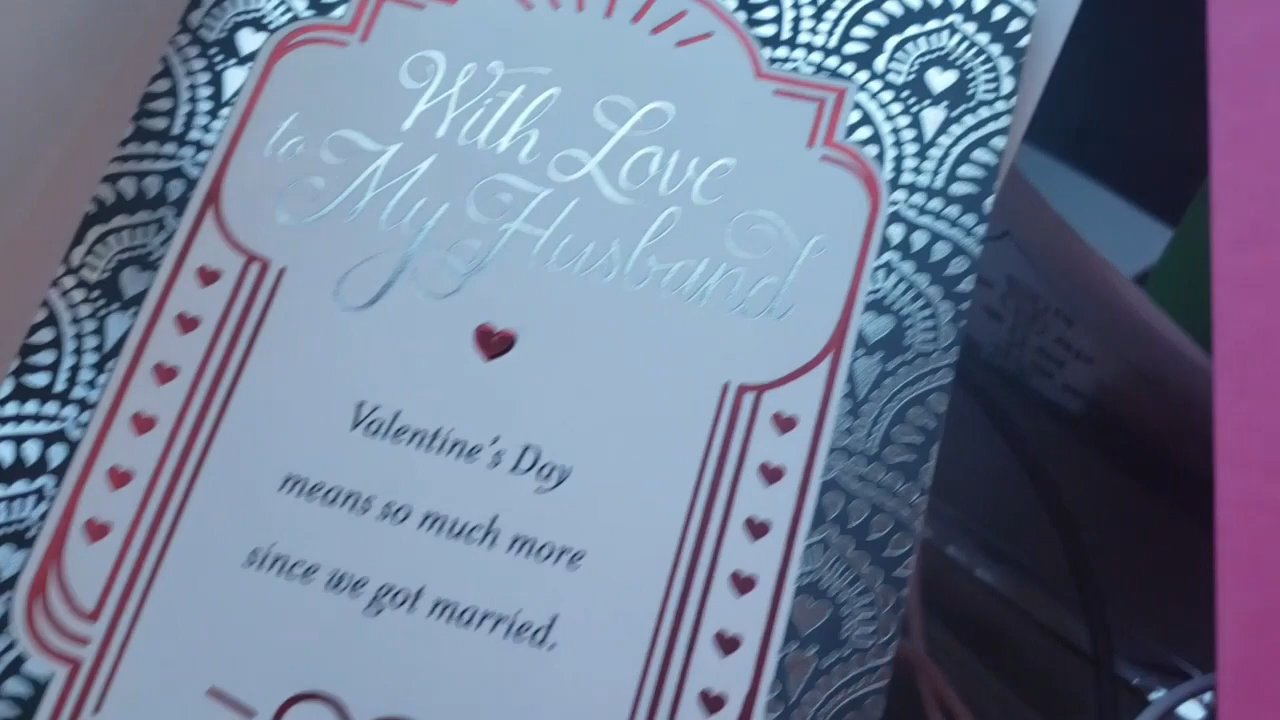 With Love
to My Husband
Valentine's Day
means so much more
since we got married.